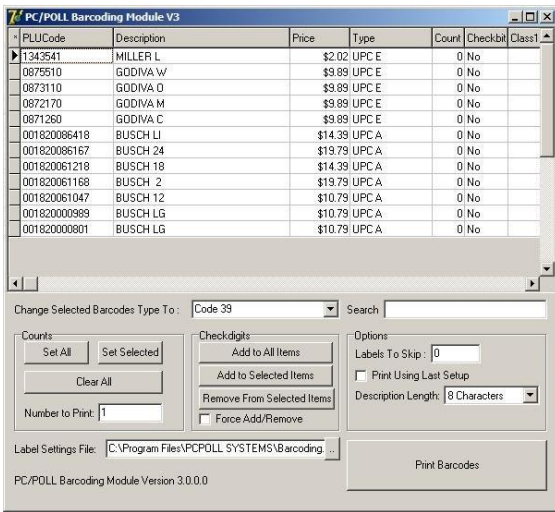 PC/POLL Barcoding Module V3
* PLUCode Description Price Type Count Checkbit Class1
1343541 MILLER L $2.02 UPC E 0 No
0875510 GODIVA W $9.89 UPC E 0 No
0873110 GODIVA O $9.89 UPC E 0 No
0872170 GODIVA M $9.89 UPC E 0 No
0871260 GODIVA C $9.89 UPC E 0 No
001820086418 BUSCH LI $14.39 UPC A 0 No
001820086167 BUSCH 24 $19.79 UPC A 0 No
001820061218 BUSCH 18 $14.39 UPC A 0 No
001820061168 BUSCH 2 $19.79 UPC A 0 No
001820061047 BUSCH 12 $10.79 UPC A 0 No
001820000989 BUSCH LG $10.79 UPC A 0 No
001820000801 BUSCH LG $10.79 UPC A 0 No
Change Selected Barcodes Type To : Code 39 Search
Counts Checkdigits Options
Set All Set Selected Add to All Items Labels To Skip : 0
Clear All Add to Selected Items Print Using Last Setup
Remove From Selected Items Description Length: 8 Characters
Number to Print: 1 Force Add/Remove
Label Settings File: C:\Program Files\PCPOLL SYSTEMS\Barcoding. ..
Print Barcodes
PC/POLL Barcoding Module Version 3.0.0.0